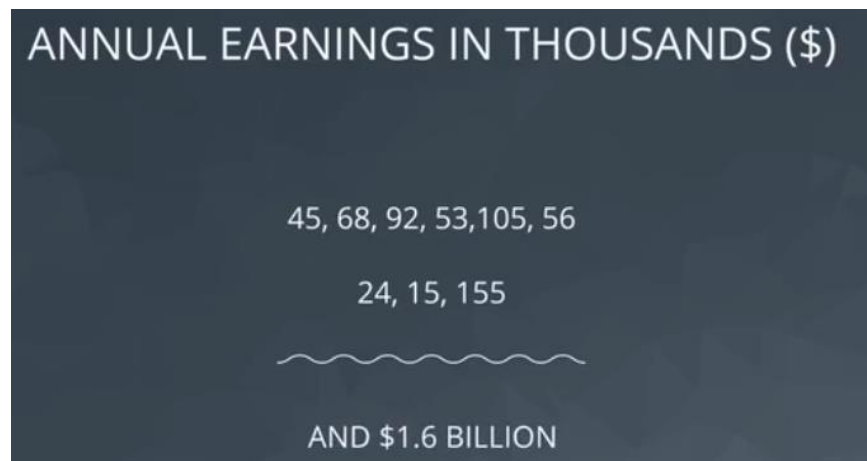 ANNUAL EARNINGS IN THOUSANDS ($)
45, 68, 92, 53,105, 56
24, 15, 155
AND $1.6 BILLION